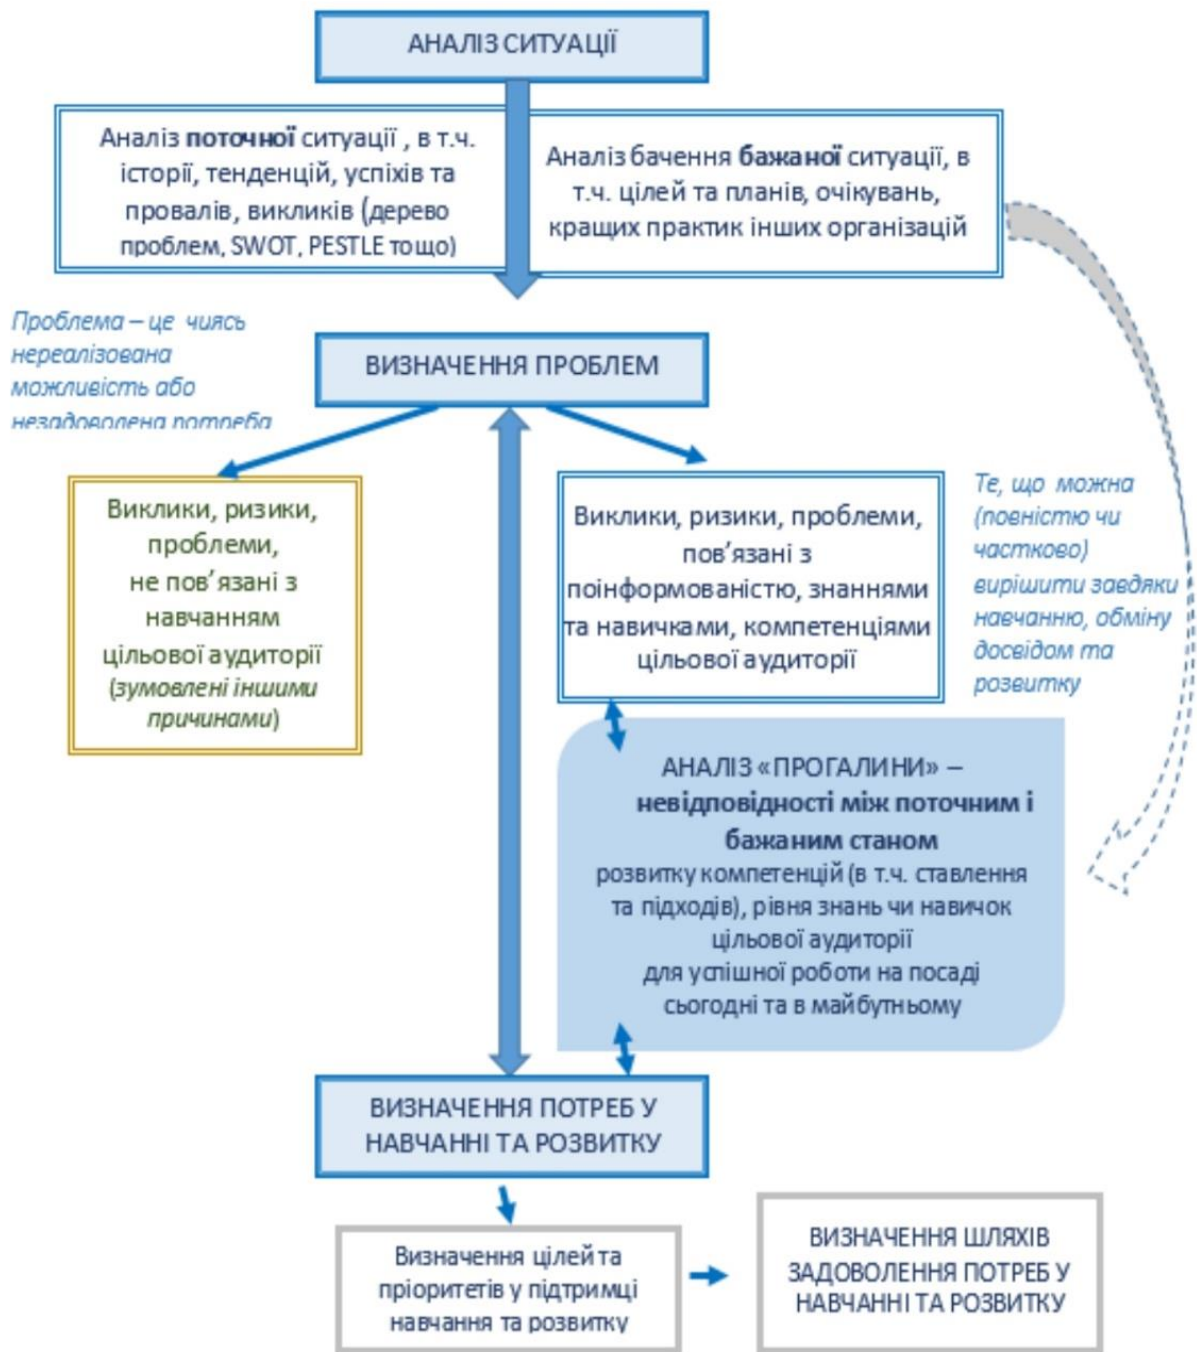 АНАЛІЗ СИТУАЦІЇ
Аналіз поточної ситуації , в т.ч.
історії, тенденцій, успіхів та
провалів, викликів (дерево
проблем, SWOT, PESTLE тощо)
Аналіз бачення бажаної ситуації, в
т.ч. цілей та планів, очікувань,
кращих практик інших організацій
Проблема – це чиясь
нереалізована
можливість або
незадоволена потреба
ВИЗНАЧЕННЯ ПРОБЛЕМ
Виклики, ризики,
проблеми,
не пов’язані з
навчанням
цільової аудиторії
(зумовлені іншими
причинами)
Виклики, ризики, проблеми,
пов’язані з
поінформованістю, знаннями
та навичками, компетенціями
цільової аудиторії
Те, що можна
(повністю чи
частково)
вирішити завдяки
навчанню, обміну
досвідом та
розвитку
АНАЛІЗ «ПРОГАЛИНИ» –
невідповідності між поточним і
бажаним станом
розвитку компетенцій (в т.ч. ставлення
та підходів), рівня знань чи навичок
цільової аудиторії
для успішної роботи на посаді
сьогодні та в майбутньому
ВИЗНАЧЕННЯ ПОТРЕБ У
НАВЧАННІ ТА РОЗВИТКУ
Визначення цілей та
пріоритетів у підтримці
навчання та розвитку
ВИЗНАЧЕННЯ ШЛЯХІВ
ЗАДОВОЛЕННЯ ПОТРЕБ У
НАВЧАННІ ТА РОЗВИТКУ